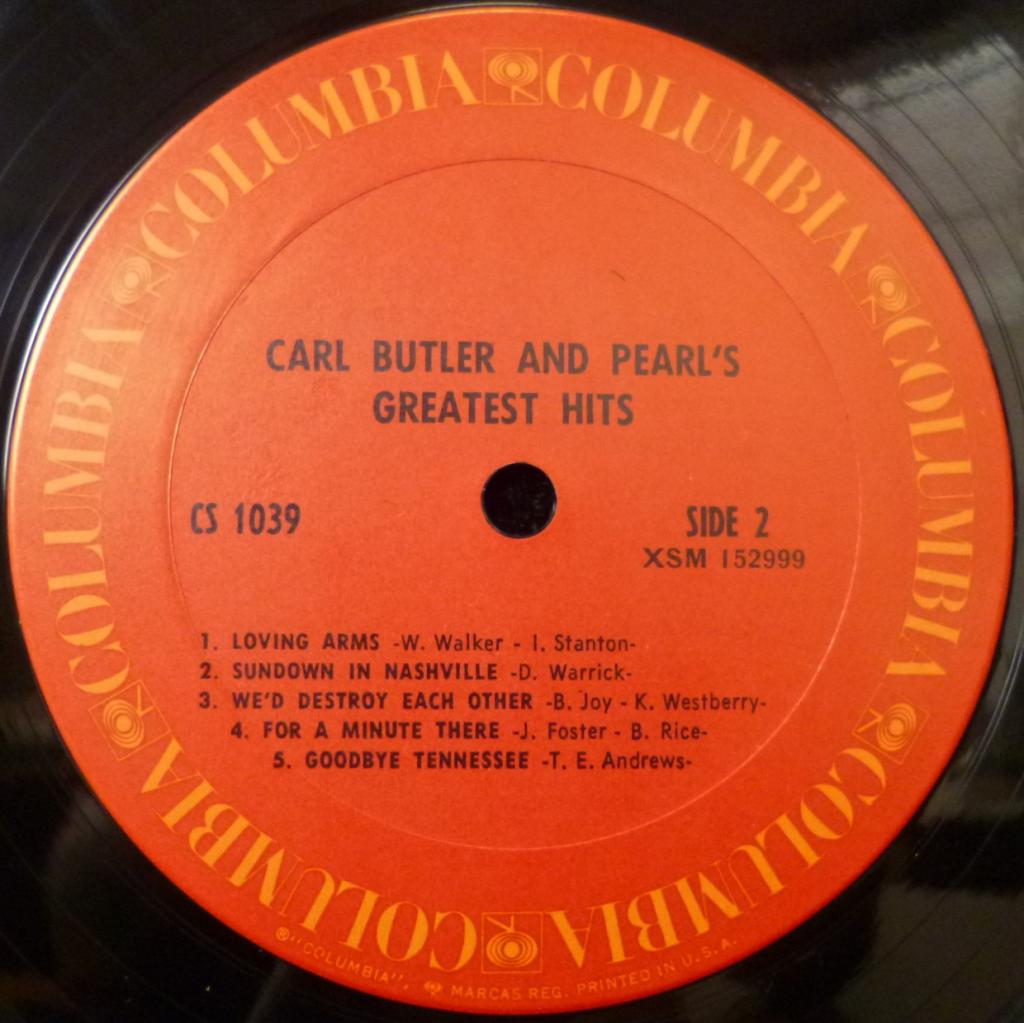 COLUMBIA COLUMBIA COLUMBIA COLUMBIA COLUMBIA COLUMBIA
CARL BUTLER AND PEARL'S
GREATEST HITS
CS 1039
SIDE 2
XSM 152999
1. LOVING ARMS -W. Walker - I. Stanton-
2. SUNDOWN IN NASHVILLE -D. Warrick-
3. WE'D DESTROY EACH OTHER -B. Joy - K. Westberry-
4. FOR A MINUTE THERE -J. Foster - B. Rice-
5. GOODBYE TENNESSEE -T. E. Andrews-
®"COLUMBIA", MARCAS REG. PRINTED IN U.S.A.